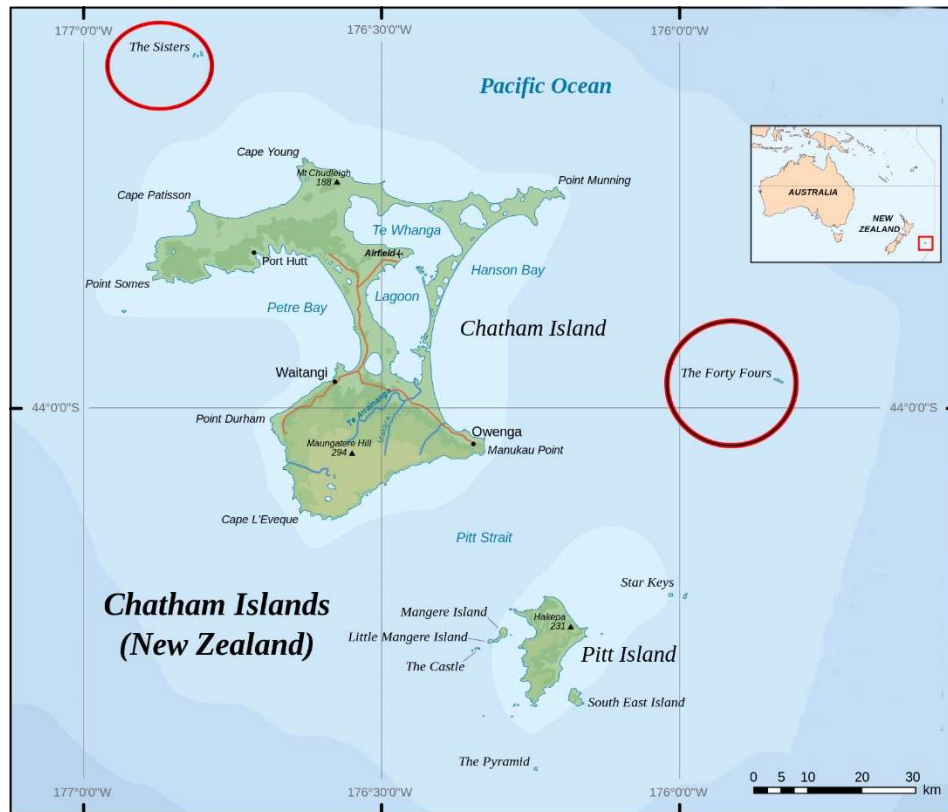 177°0'0"W
176°30'0"W
176°0'0"W
The Sisters
Pacific Ocean
Cape Young
Mt Chudleigh
188
Point Munning
Cape Patisson
AUSTRALIA
NEW
ZEALAND
Te Whanga
Airfield
Port Hutt
Hanson Bay
Point Somes
Lagoon
Petre Bay
Chatham Island
Waitangi
The Forty Fours
44°0'0"S
44°0'0"S
Te Awainanga
Point Durham
Owenga
Maungatere Hill
294
Manukau Point
Cape L'Eveque
Pitt Strait
Star Keys
Chatham Islands
(New Zealand)
Mangere Island
Hakepa
231
Little Mangere Island
Pitt Island
The Castle
South East Island
The Pyramid
0 5 10 20 30
km
177°0'0"W
176°30'0"W
176°0'0"W